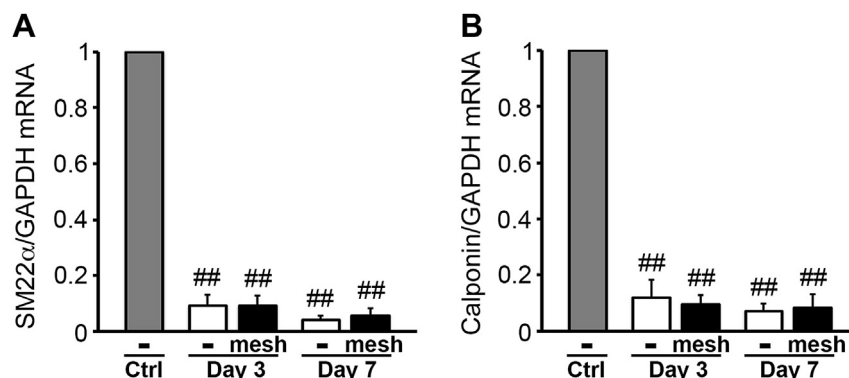 A
SM22α/GAPDH mRNA
1
0.8
0.6
0.4
0.2
0
## ## ## ##
- - mesh - mesh
Ctrl Day 3 Day 7
B
Calponin/GAPDH mRNA
1
0.8
0.6
0.4
0.2
0
## ## ## ##
- - mesh - mesh
Ctrl Day 3 Day 7